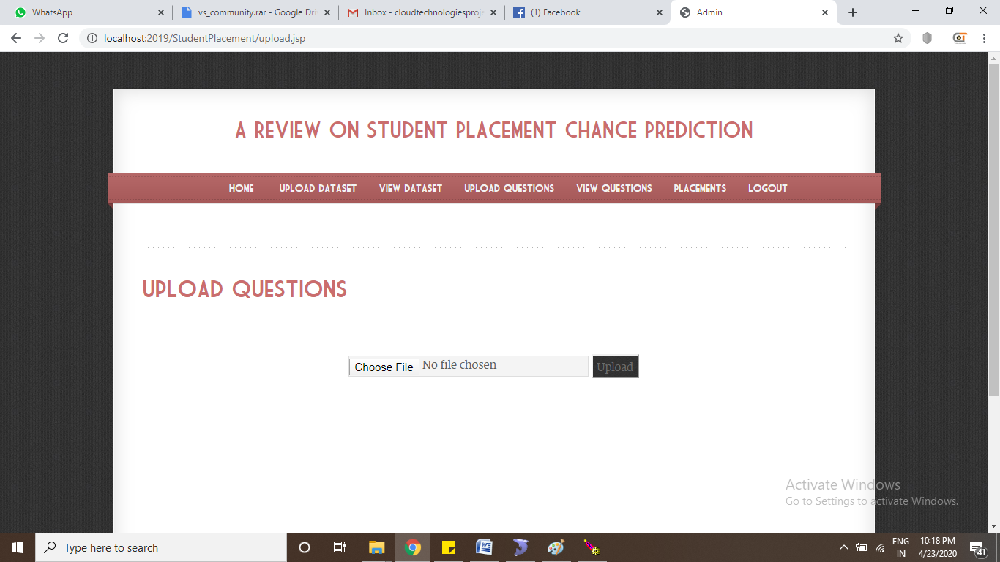 WhatsApp
vs_community.rar - Google Dri
Inbox - cloudtechnologiesproje
(1) Facebook
Admin
localhost:2019/StudentPlacement/upload.jsp
A REVIEW ON STUDENT PLACEMENT CHANCE PREDICTION
HOME UPLOAD DATASET VIEW DATASET UPLOAD QUESTIONS VIEW QUESTIONS PLACEMENTS LOGOUT
UPLOAD QUESTIONS
Choose File No file chosen Upload
Activate Windows
Go to Settings to activate Windows.
Type here to search
ENG
IN
10:18 PM
4/23/2020
41